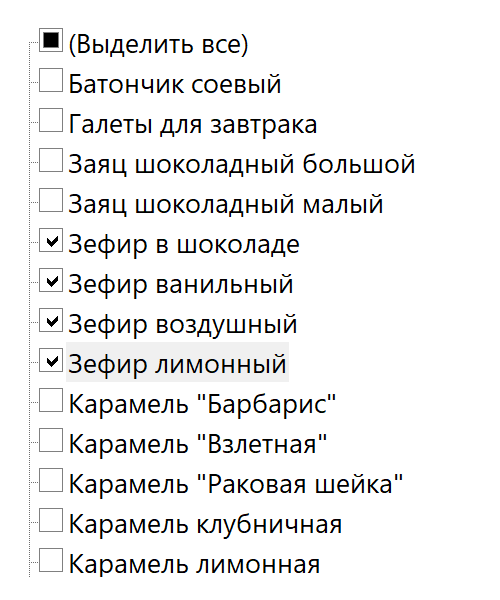 (Выделить все)
Батончик соевый
Галеты для завтрака
Заяц шоколадный большой
Заяц шоколадный малый
Зефир в шоколаде
Зефир ванильный
Зефир воздушный
Зефир лимонный
Карамель "Барбарис"
Карамель "Взлетная"
Карамель "Раковая шейка"
Карамель клубничная
Карамель лимонная